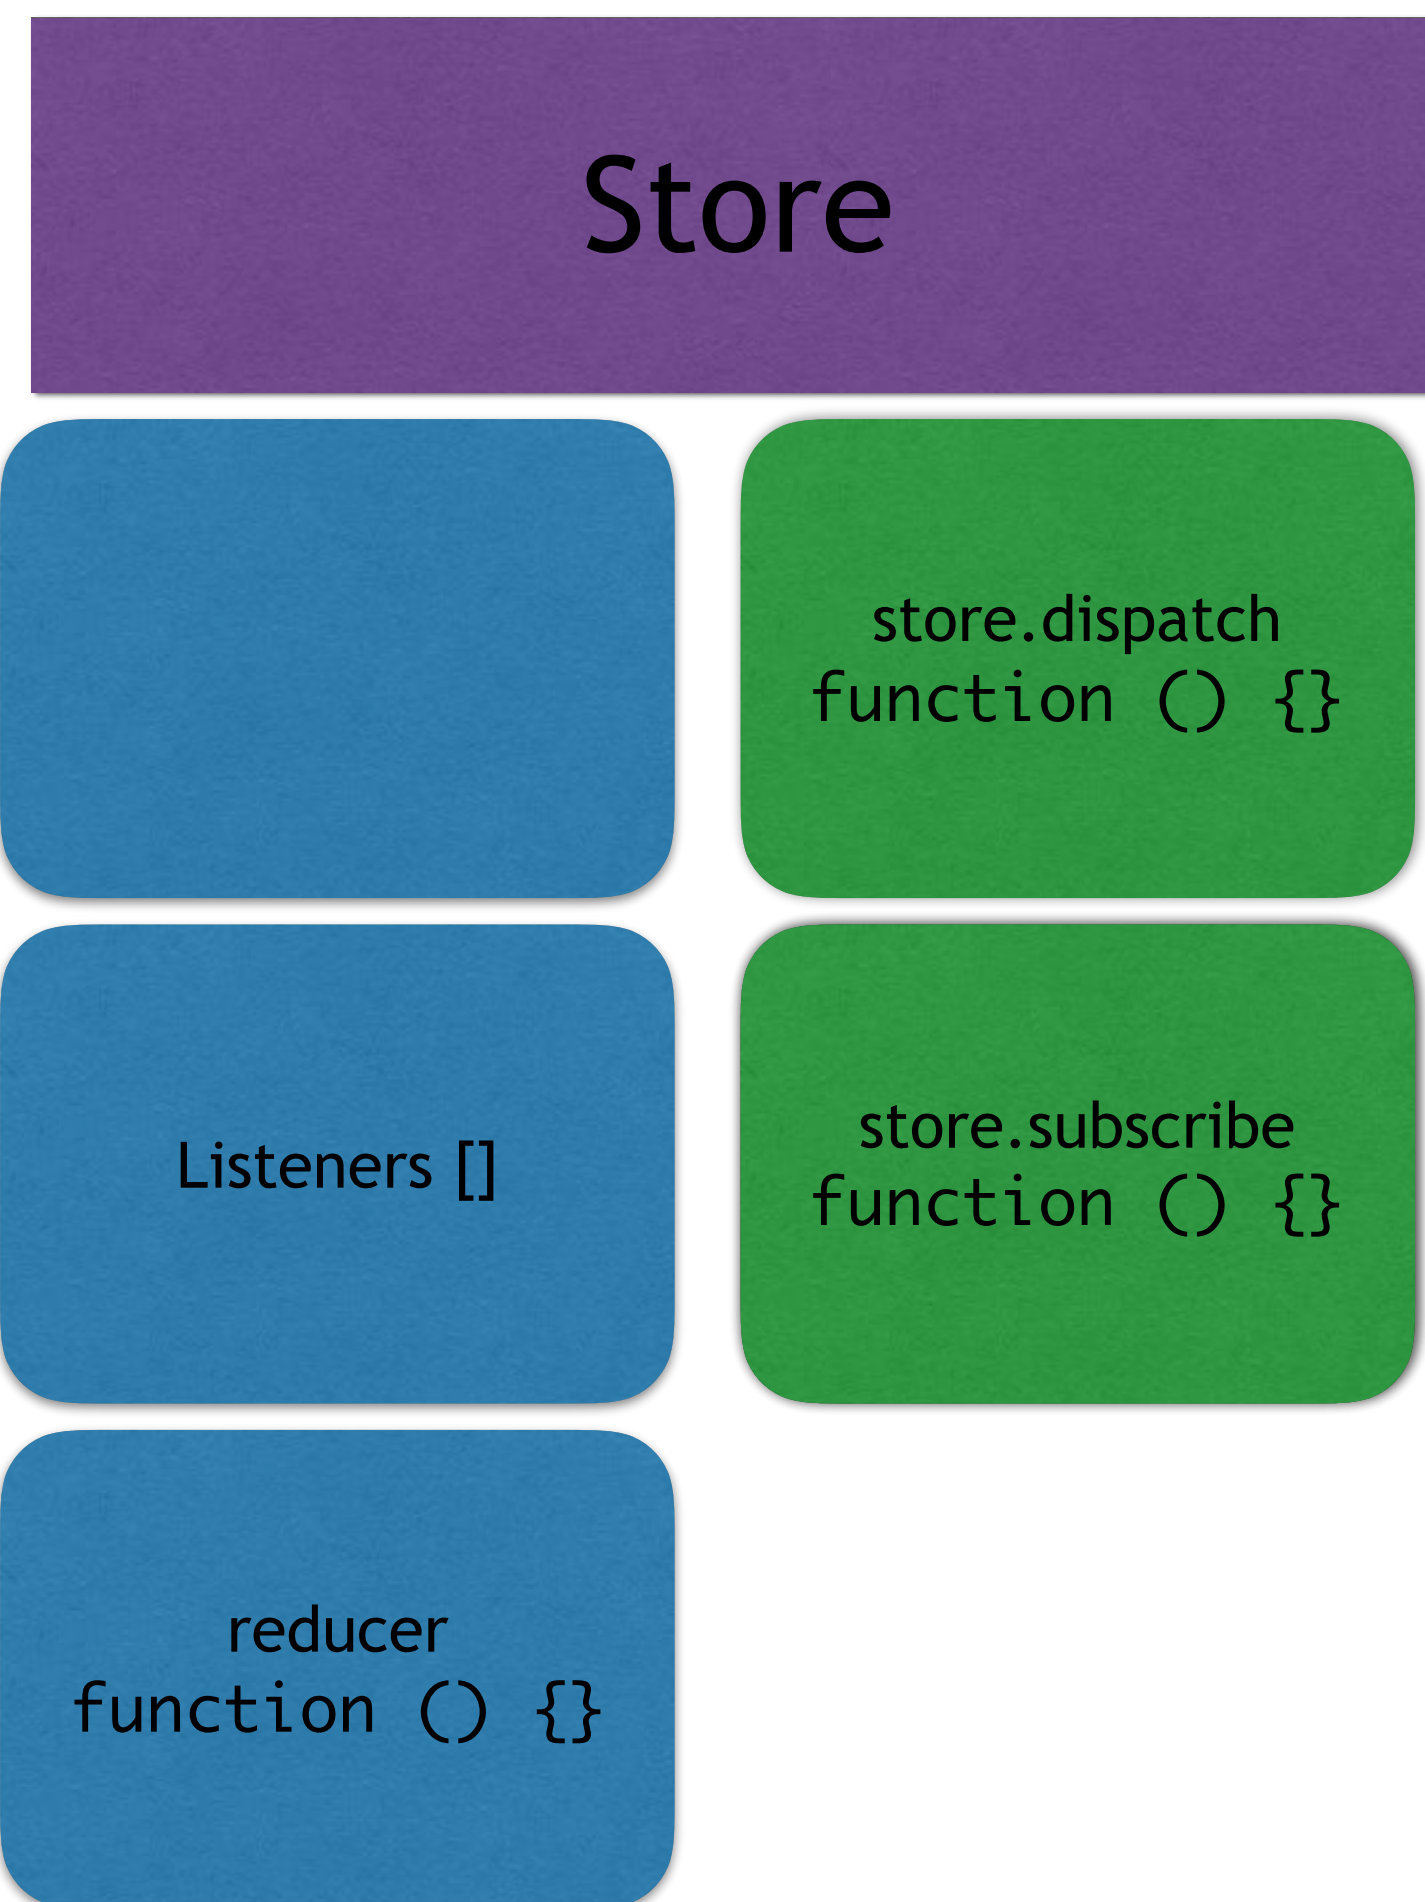 Store
store.dispatch
function () {}
Listeners []
store.subscribe
function () {}
reducer
function () {}